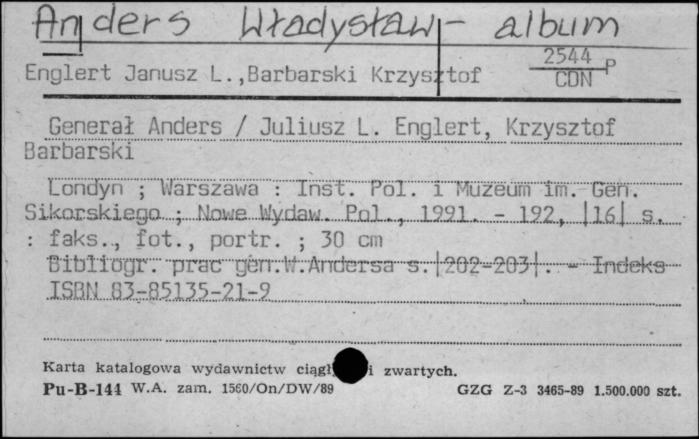 Anders Władysław - album
2544 P
Englert Janusz L.,Barbarski Krzysztof CDN
Generał Anders / Juliusz L. Englert, Krzysztof
Barbarski
Londyn ; Warszawa : Inst. Pol. i Muzeum im. Gen.
Sikorskiego ; Nowe Wydaw. Pol., 1991. - 192, |16| s.
: faks., fot., portr. ; 30 cm
Bibliogr. prac gen.W.Andersa s.|202-203|. - Indeks
ISBN 83-85135-21-9
Karta katalogowa wydawnictw i zwartych.
Pu-B-144 W.A. zam. 1560/On/DW/89 GZG Z-3 3465-89 1.500.000 szt.